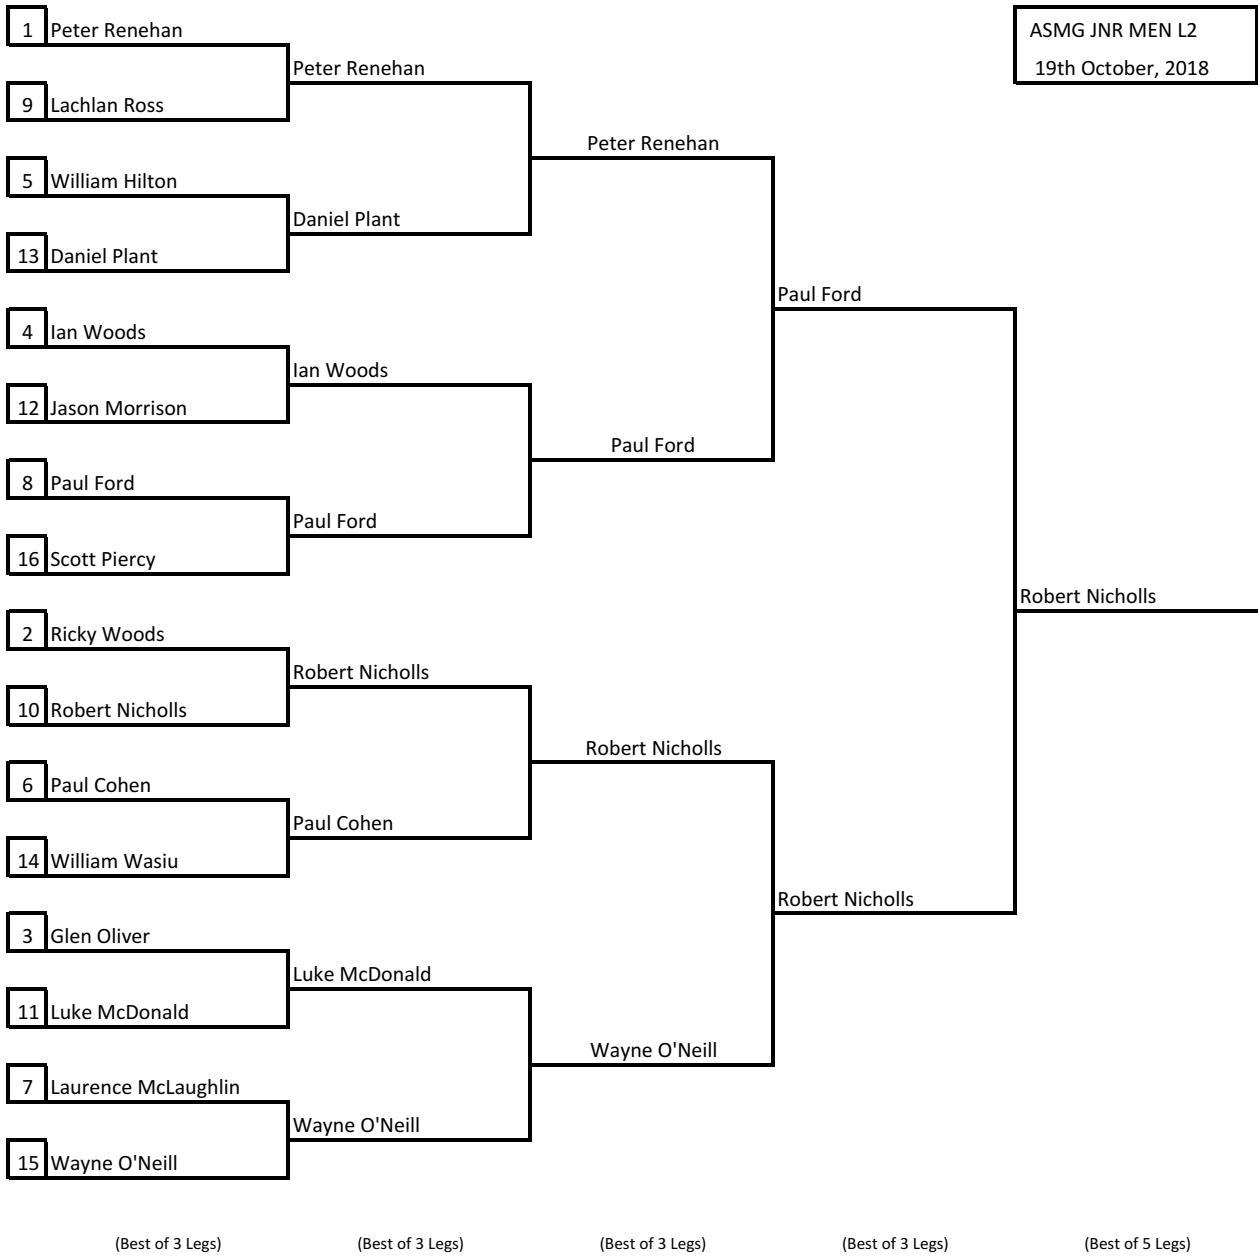 1 Peter Renehan
ASMG JNR MEN L2
Peter Renehan
19th October, 2018
9 Lachlan Ross
Peter Renehan
5 William Hilton
Daniel Plant
13 Daniel Plant
Paul Ford
4 Ian Woods
Ian Woods
12 Jason Morrison
Paul Ford
8 Paul Ford
Paul Ford
16 Scott Piercy
Robert Nicholls
2 Ricky Woods
Robert Nicholls
10 Robert Nicholls
Robert Nicholls
6 Paul Cohen
Paul Cohen
14 William Wasiu
Robert Nicholls
3 Glen Oliver
Luke McDonald
11 Luke McDonald
Wayne O'Neill
7 Laurence McLaughlin
Wayne O'Neill
15 Wayne O'Neill
(Best of 3 Legs) (Best of 3 Legs) (Best of 3 Legs) (Best of 3 Legs) (Best of 5 Legs)